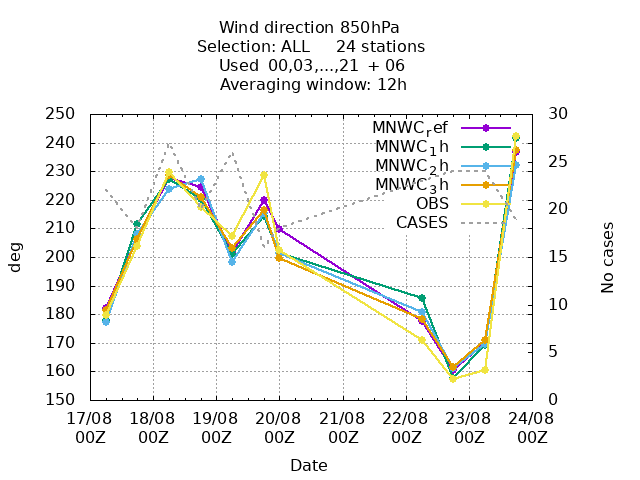 Wind direction 850hPa
Selection: ALL 24 stations
Used 00,03,...,21 + 06
Averaging window: 12h
250
240
230
220
210
200
190
180
170
160
150
deg
30
25
20
15
10
5
0
No cases
MNWC_ref
MNWC_1h
MNWC_2h
MNWC_3h
OBS
CASES
17/08 18/08 19/08 20/08 21/08 22/08 23/08 24/08
00Z 00Z 00Z 00Z 00Z 00Z 00Z 00Z
Date